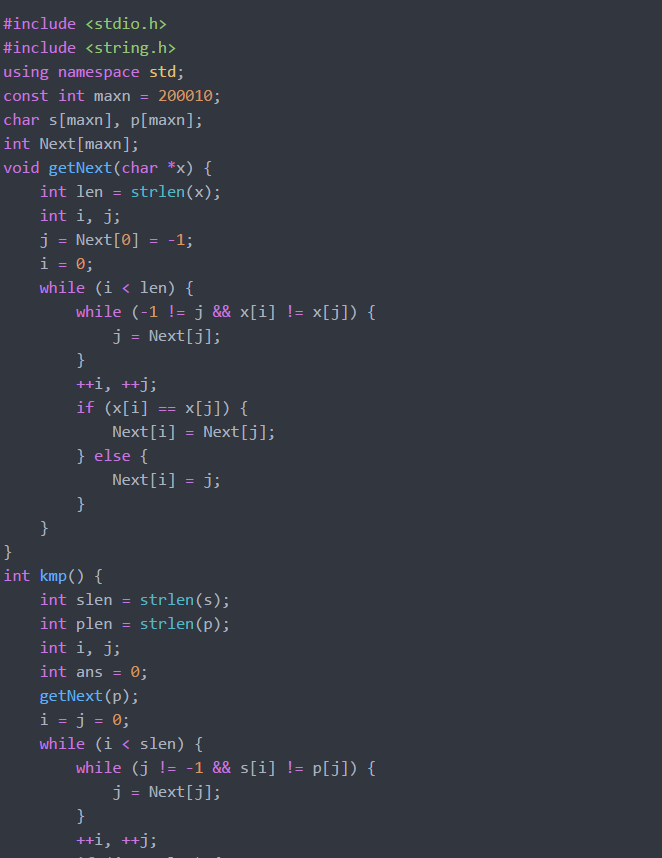 #include <stdio.h>
#include <string.h>
using namespace std;
const int maxn = 200010;
char s[maxn], p[maxn];
int Next[maxn];
void getNext(char *x) {
    int len = strlen(x);
    int i, j;
    j = Next[0] = -1;
    i = 0;
    while (i < len) {
        while (-1 != j && x[i] != x[j]) {
            j = Next[j];
        }
        ++i, ++j;
        if (x[i] == x[j]) {
            Next[i] = Next[j];
        } else {
            Next[i] = j;
        }
    }
}
int kmp() {
    int slen = strlen(s);
    int plen = strlen(p);
    int i, j;
    int ans = 0;
    getNext(p);
    i = j = 0;
    while (i < slen) {
        while (j != -1 && s[i] != p[j]) {
            j = Next[j];
        }
        ++i, ++j;